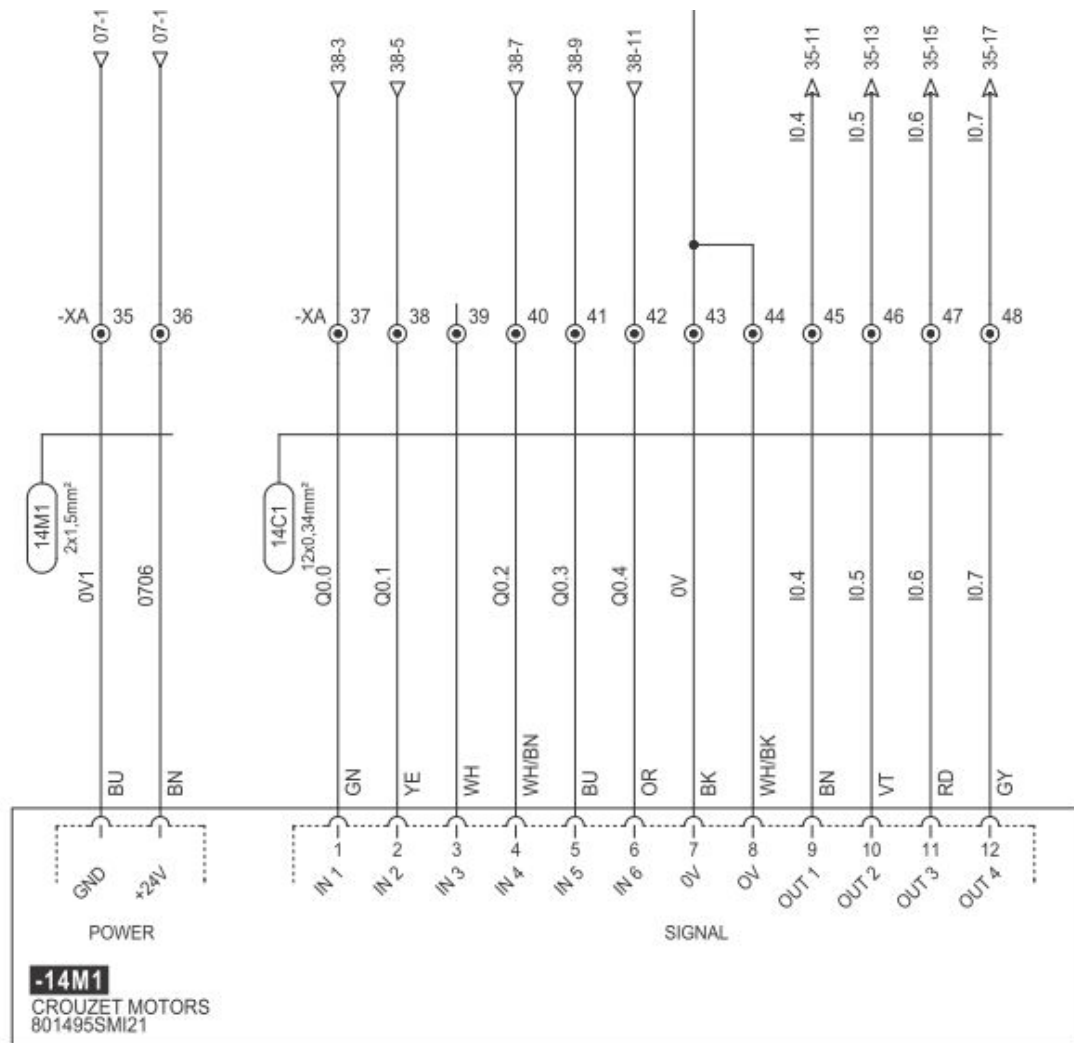 07-1
07-1
38-3
38-5
38-7
38-9
38-11
35-11
35-13
35-15
35-17
I0.4
I0.5
I0.6
I0.7
-XA
35
36
-XA
37
38
39
40
41
42
43
44
45
46
47
48
14M1
2x1,5mm²
0V1
0706
14C1
12x0,34mm²
Q0.0
Q0.1
Q0.2
Q0.3
Q0.4
0V
I0.4
I0.5
I0.6
I0.7
BU
BN
GN
YE
WH
WH/BN
BU
OR
BK
WH/BK
BN
VT
RD
GY
1
2
3
4
5
6
7
8
9
10
11
12
GND
+24V
IN 1
IN 2
IN 3
IN 4
IN 5
IN 6
0V
OV
OUT 1
OUT 2
OUT 3
OUT 4
POWER
SIGNAL
-14M1
CROUZET MOTORS
801495SMI21